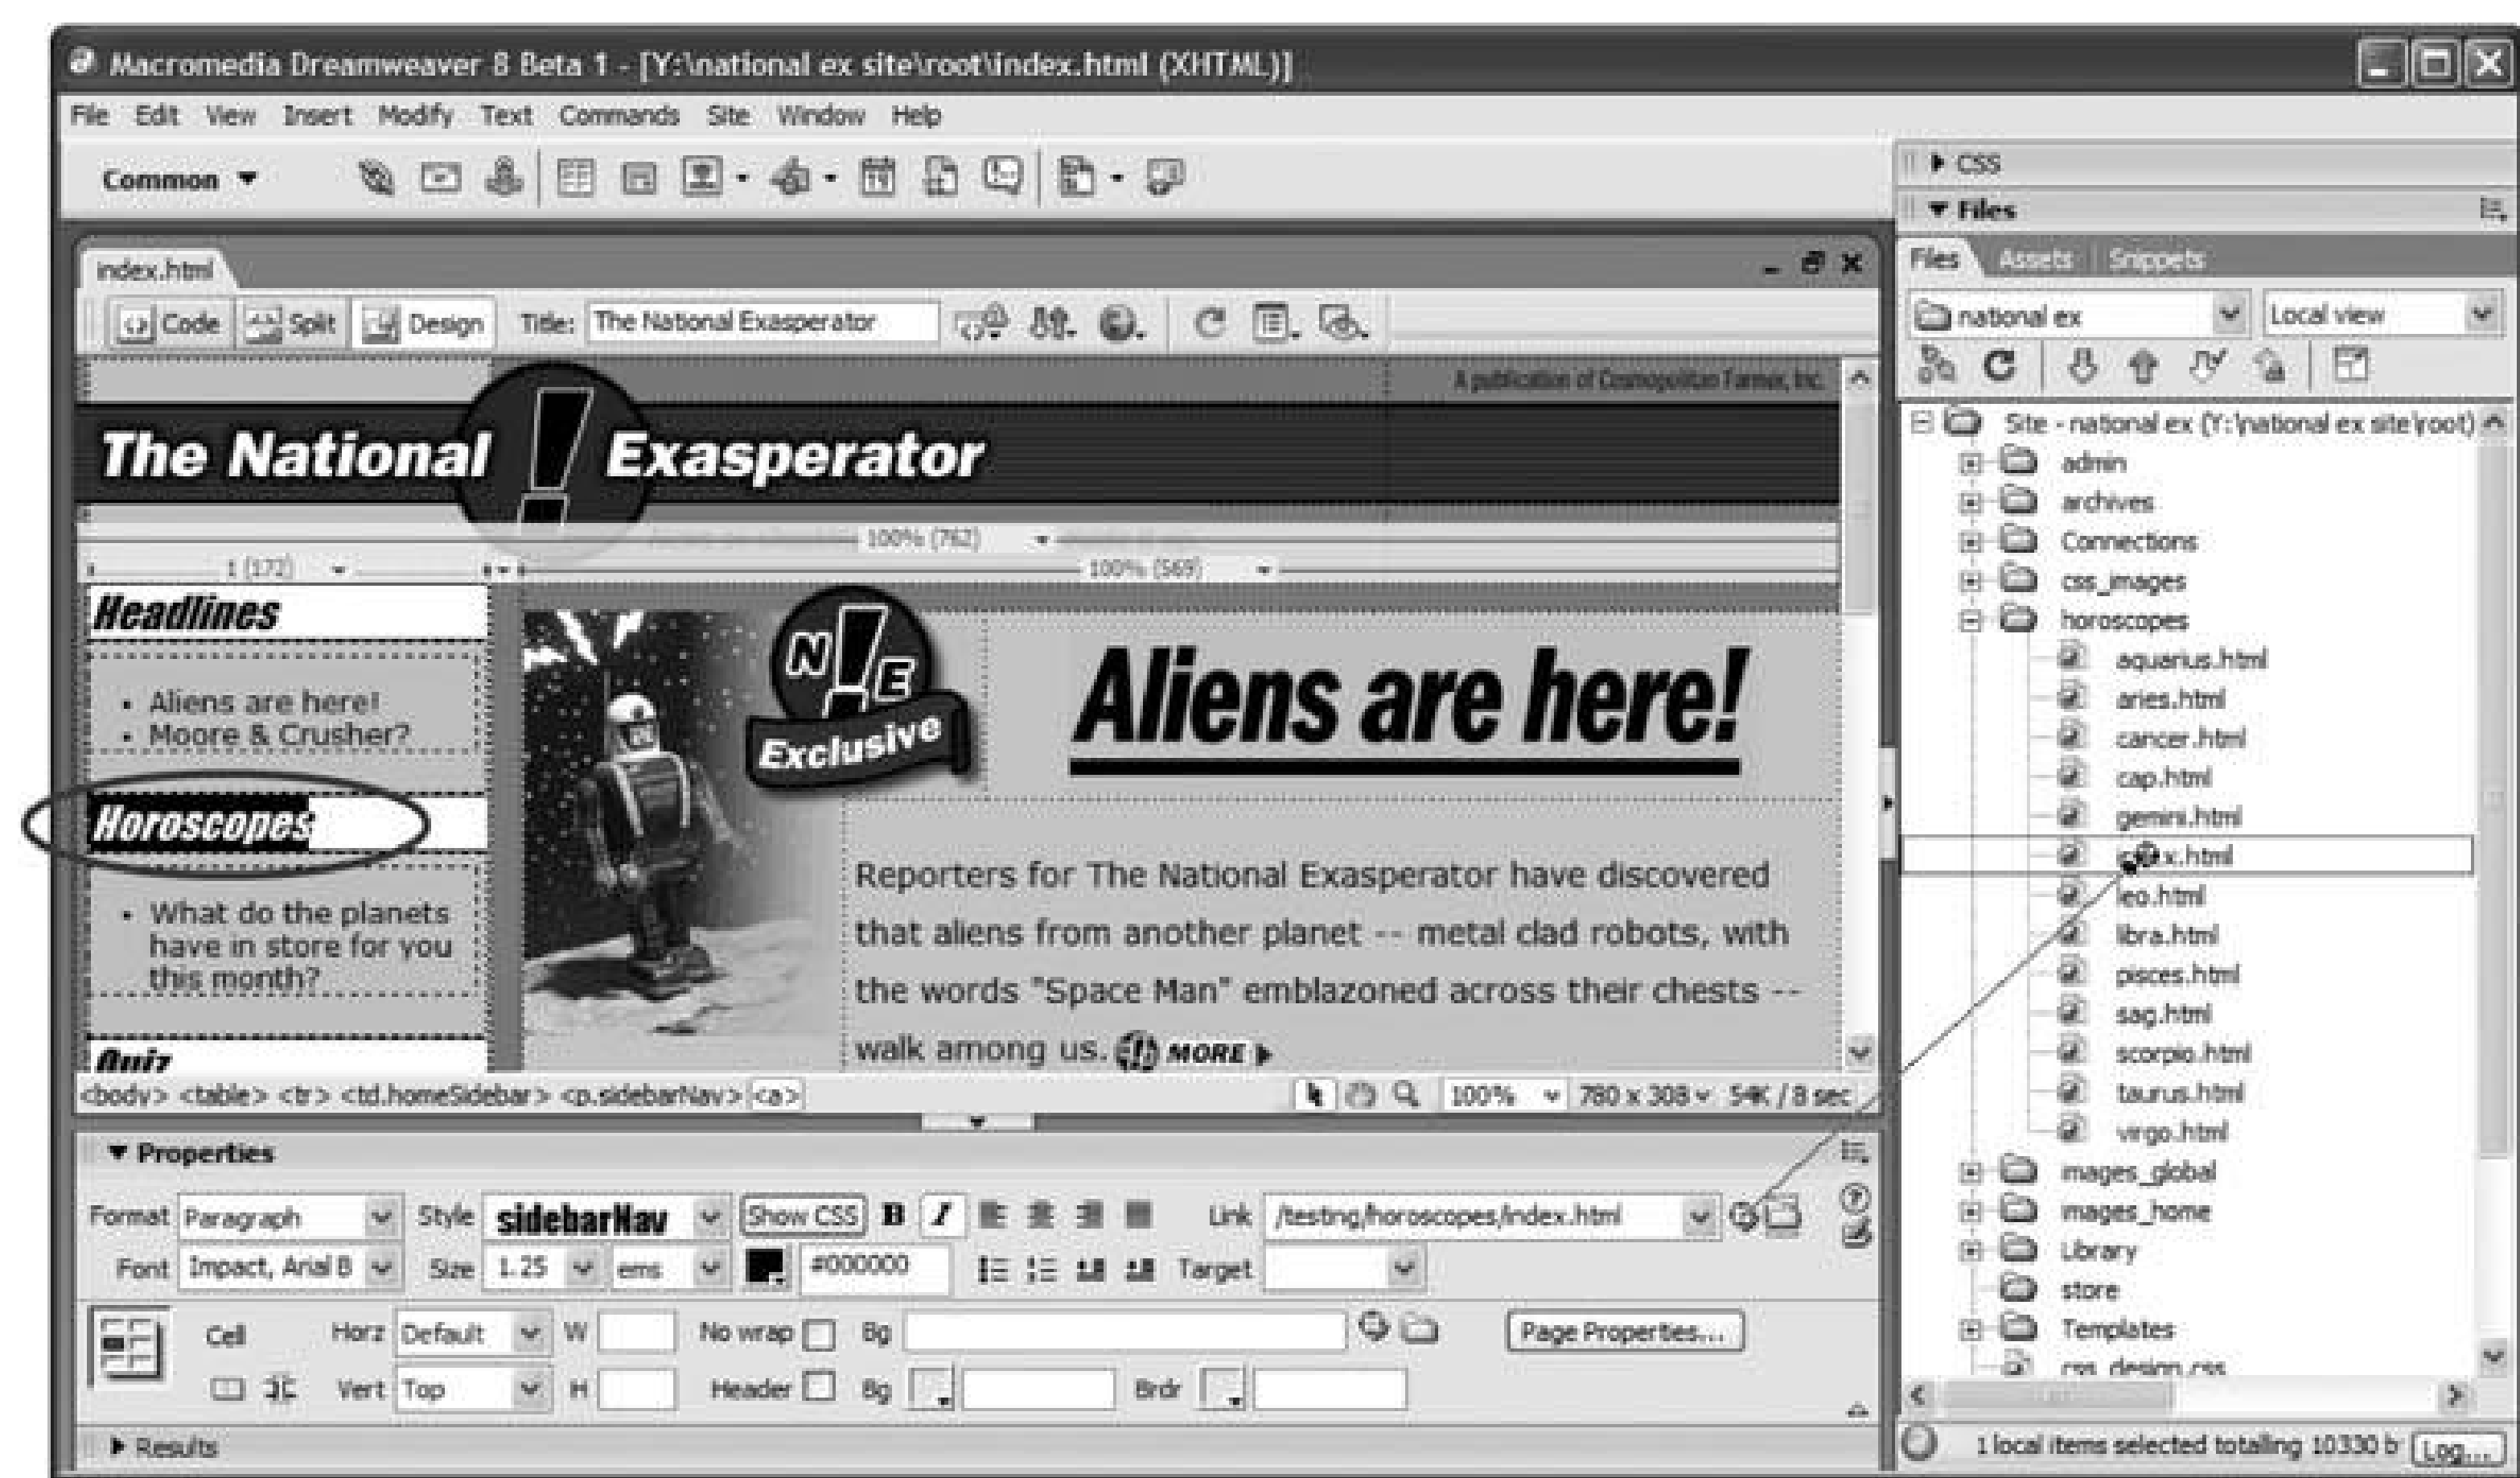 Macromedia Dreamweaver 8 Beta 1 - [Y:\national ex site\root\index.html (XHTML)]
File Edit View Insert Modify Text Commands Site Window Help
Common
index.html
Code Split Design Title: The National Exasperator
A publication of Cosmopolitan Farmer, Inc.
The National ! Exasperator
100% (762)
1 (172) 100% (569)
Headlines
• Aliens are here!
• Moore & Crusher?
Horoscopes
• What do the planets
have in store for you
this month?
Quiz
N!E
Exclusive
Aliens are here!
Reporters for The National Exasperator have discovered
that aliens from another planet -- metal clad robots, with
the words "Space Man" emblazoned across their chests --
walk among us. MORE
<body> <table> <tr> <td.homeSidebar> <p.sidebarNav> <a> 100% 780 x 308 54K / 8 sec
Properties
Format Paragraph Style sidebarNav Show CSS B I Link /testing/horoscopes/index.html
Font Impact, Arial B Size 1.25 ems #000000 Target
Cell Horz Default W No wrap Bg Page Properties...
Vert Top H Header Bg Brdr
Results
CSS
Files
Files Assets Snippets
national ex Local view
Site - national ex (Y:\national ex site\root)
admin
archives
Connections
css_images
horoscopes
aquarius.html
aries.html
cancer.html
cap.html
gemini.html
index.html
leo.html
libra.html
pisces.html
sag.html
scorpio.html
taurus.html
virgo.html
images_global
images_home
Library
store
Templates
css_design.css
1 local items selected totalling 10330 b Log...